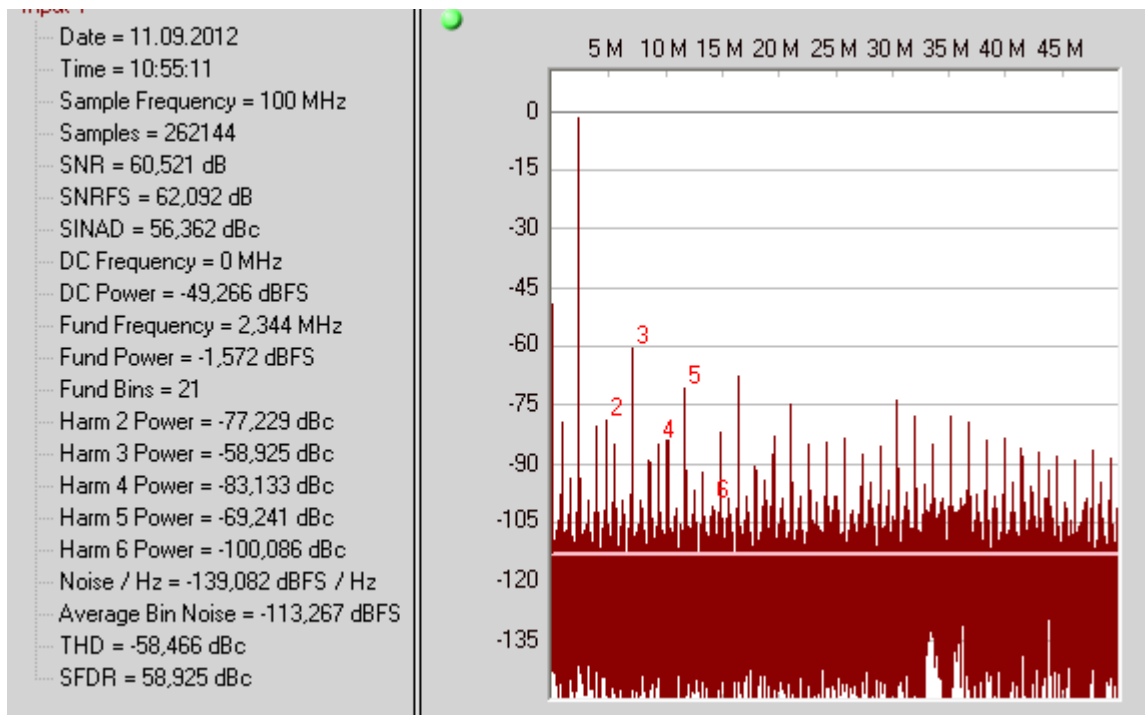 Input 1
Date = 11.09.2012
Time = 10:55:11
Sample Frequency = 100 MHz
Samples = 262144
SNR = 60,521 dB
SNRFS = 62,092 dB
SINAD = 56,362 dBc
DC Frequency = 0 MHz
DC Power = -49,266 dBFS
Fund Frequency = 2,344 MHz
Fund Power = -1,572 dBFS
Fund Bins = 21
Harm 2 Power = -77,229 dBc
Harm 3 Power = -58,925 dBc
Harm 4 Power = -83,133 dBc
Harm 5 Power = -69,241 dBc
Harm 6 Power = -100,086 dBc
Noise / Hz = -139,082 dBFS / Hz
Average Bin Noise = -113,267 dBFS
THD = -58,466 dBc
SFDR = 58,925 dBc
5 M 10 M 15 M 20 M 25 M 30 M 35 M 40 M 45 M
0
-15
-30
-45
-60
-75
-90
-105
-120
-135
3
5
2
4
6